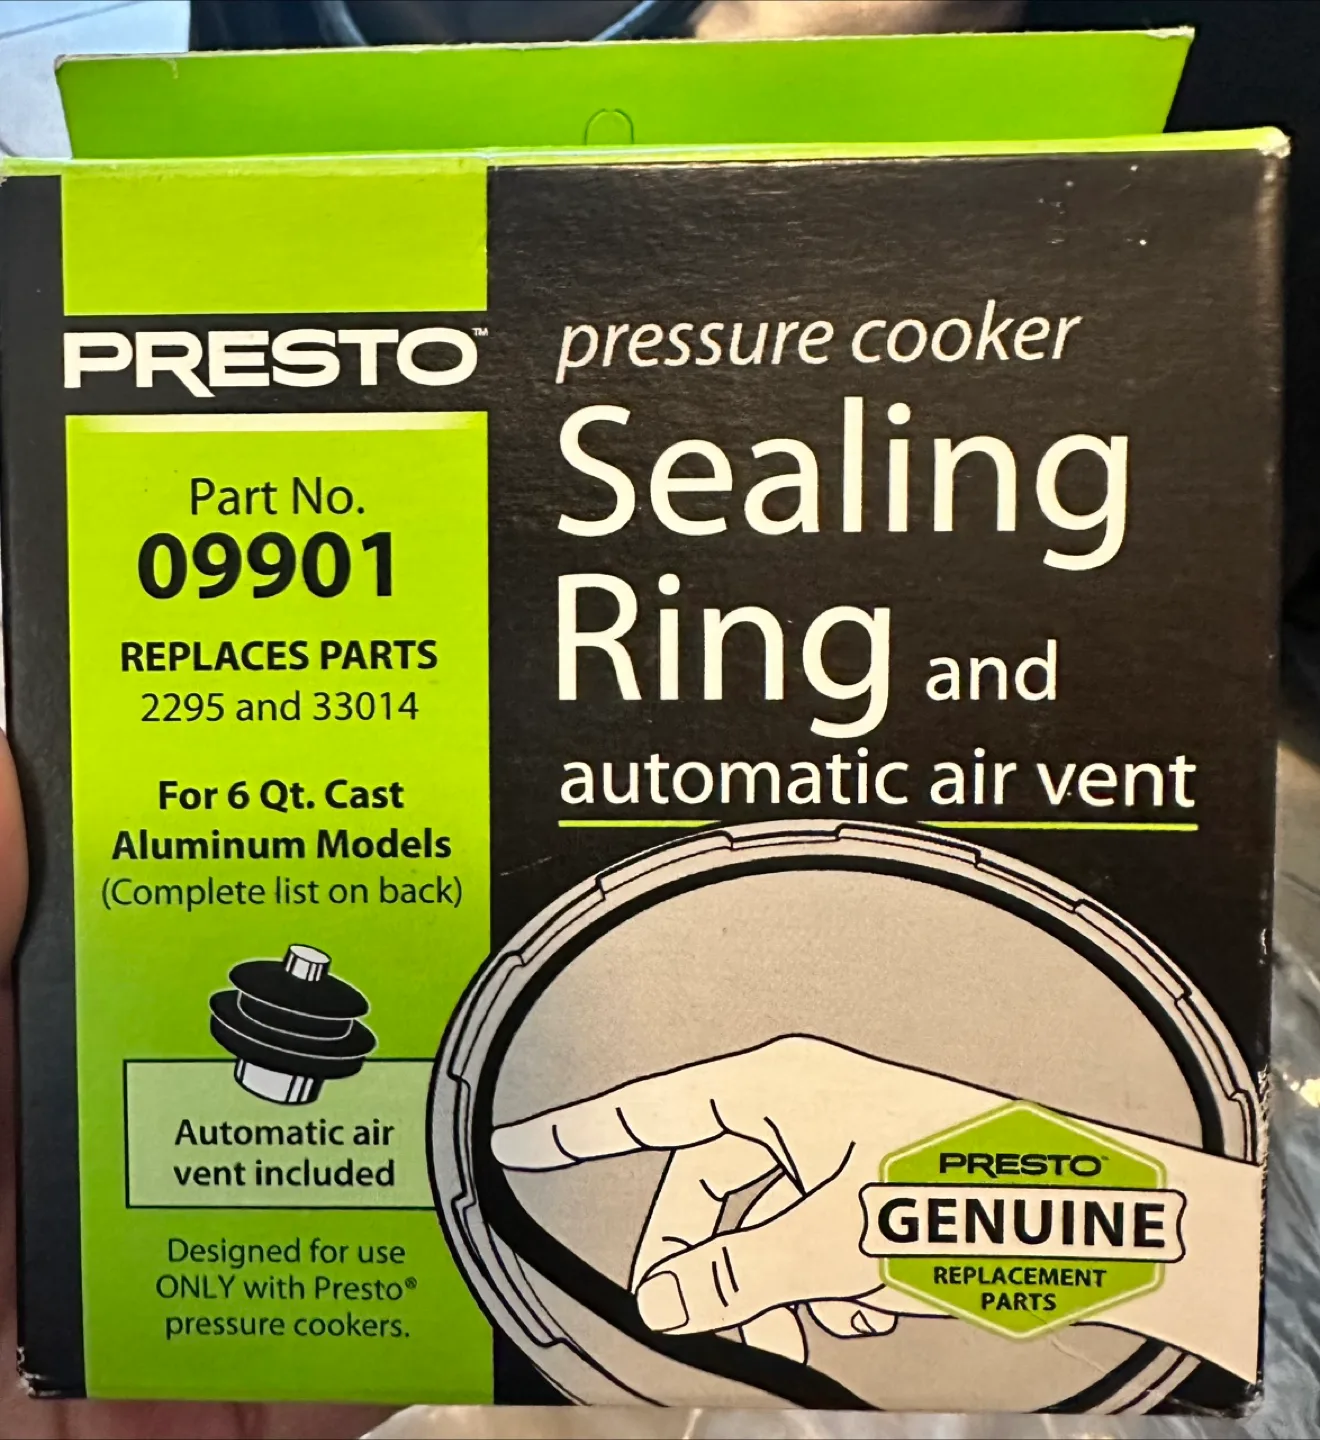 PRESTO™
Part No.
09901
REPLACES PARTS
2295 and 33014
For 6 Qt. Cast
Aluminum Models
(Complete list on back)
Automatic air
vent included
Designed for use
ONLY with Presto®
pressure cookers.
pressure cooker
Sealing
Ring and
automatic air vent
PRESTO™
GENUINE
REPLACEMENT
PARTS